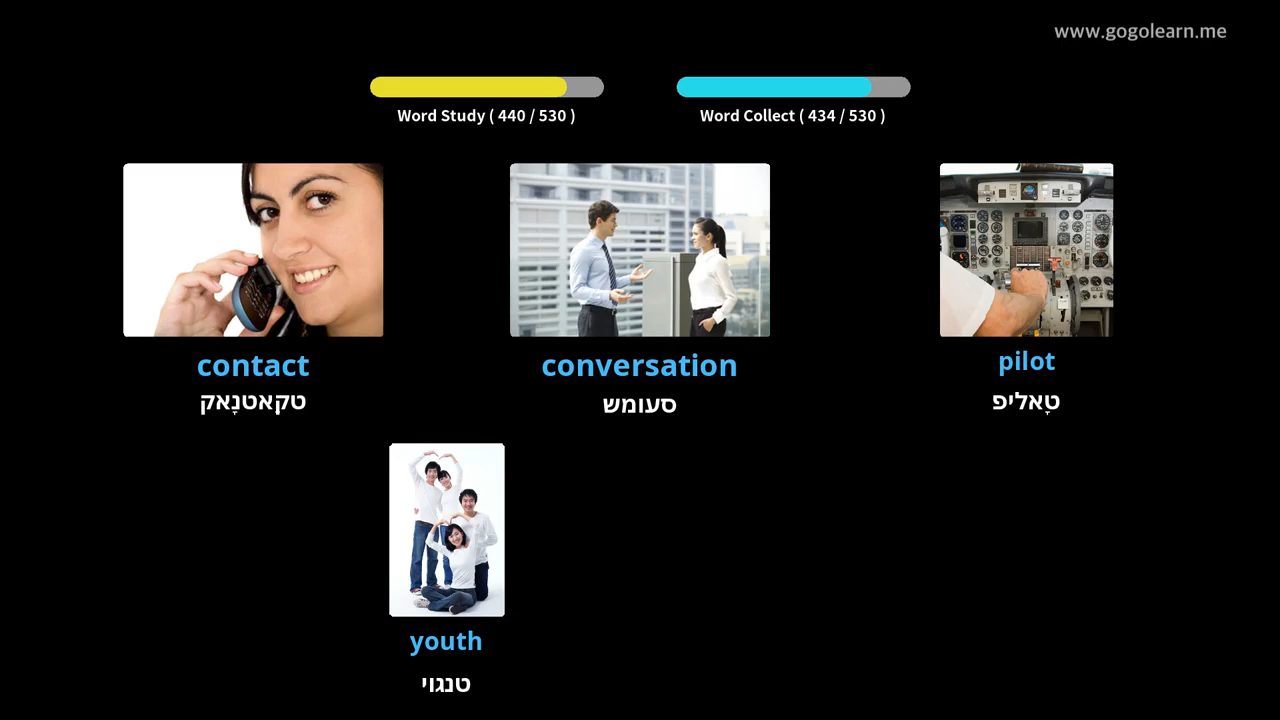 www.gogolearn.me
Word Study ( 440 / 530 )
Word Collect ( 434 / 530 )
contact
טקאטנָאק
conversation
סעומש
pilot
טָאליפ
youth
טנגוי